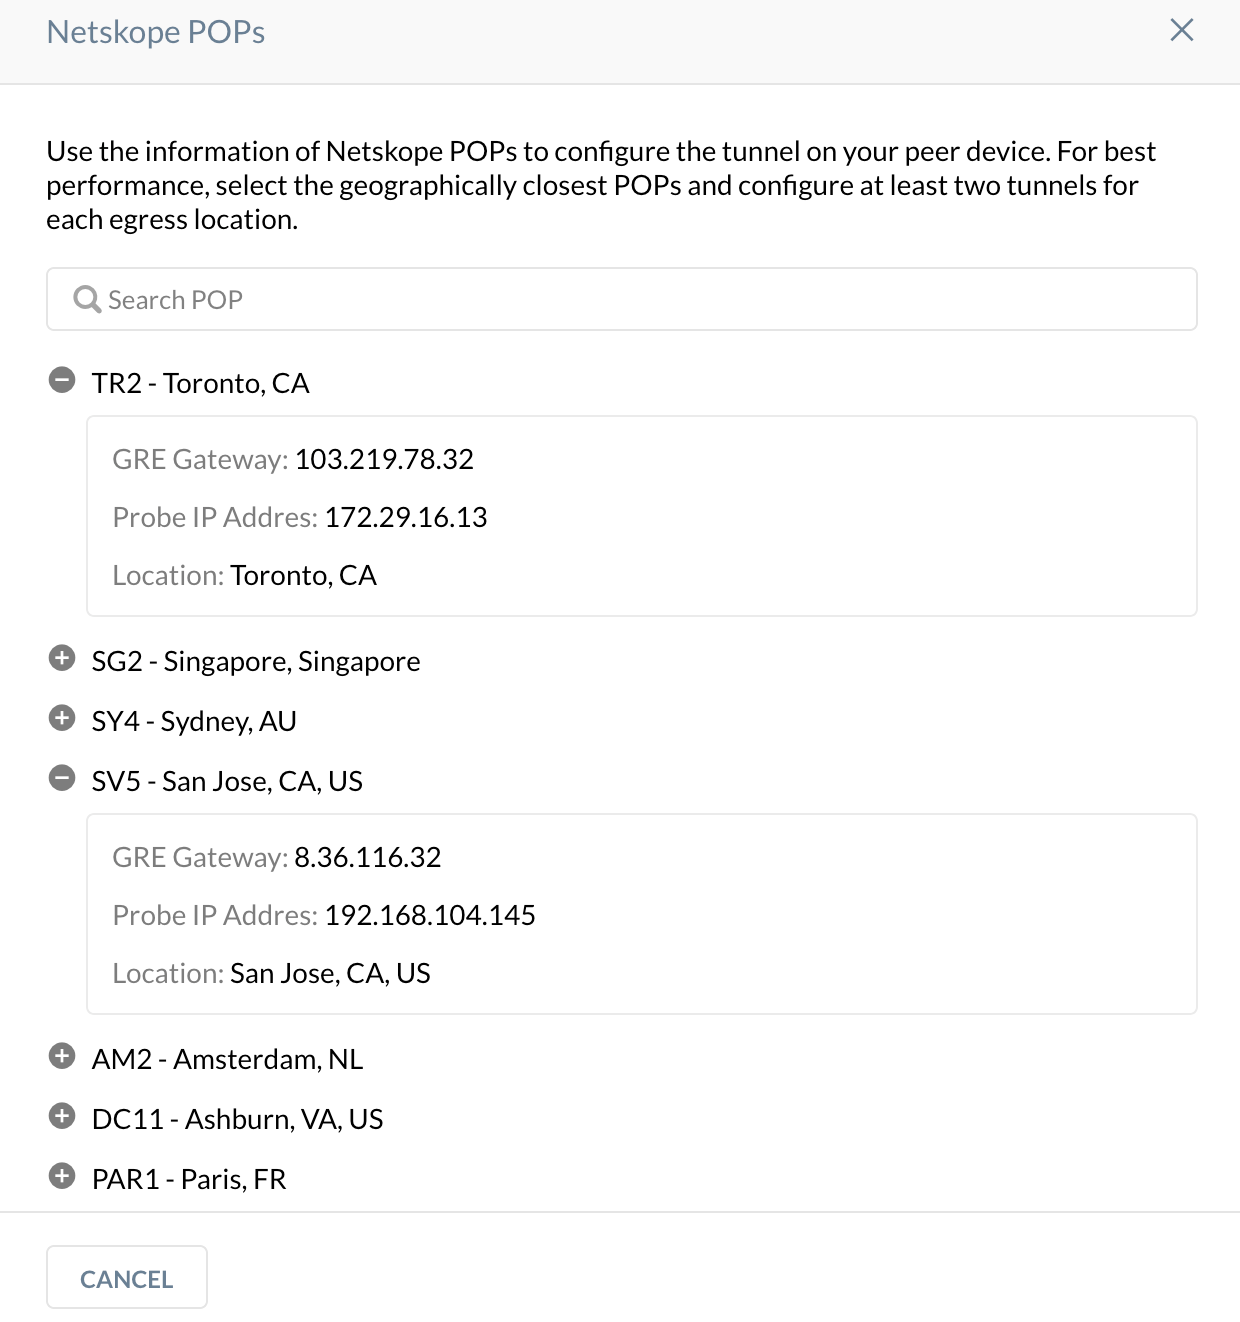 Netskope POPs
Use the information of Netskope POPs to configure the tunnel on your peer device. For best
performance, select the geographically closest POPs and configure at least two tunnels for
each egress location.
Search POP
TR2 - Toronto, CA
GRE Gateway: 103.219.78.32
Probe IP Addres: 172.29.16.13
Location: Toronto, CA
SG2 - Singapore, Singapore
SY4 - Sydney, AU
SV5 - San Jose, CA, US
GRE Gateway: 8.36.116.32
Probe IP Addres: 192.168.104.145
Location: San Jose, CA, US
AM2 - Amsterdam, NL
DC11 - Ashburn, VA, US
PAR1 - Paris, FR
CANCEL